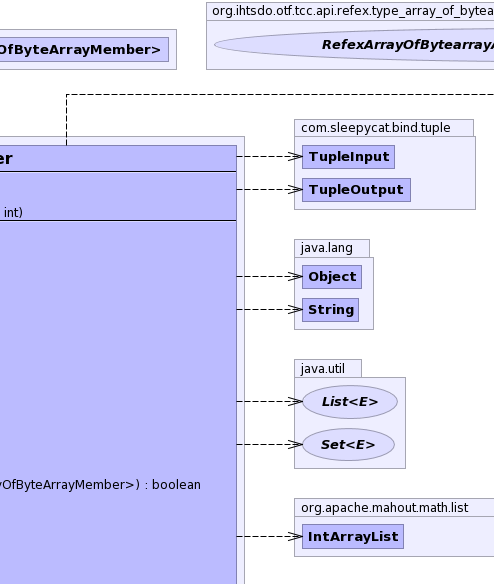 org.ihtsdo.otf.tcc.api.refex.type_array_of_bytea
OfByteArrayMember>
RefexArrayOfBytearrayA
com.sleepycat.bind.tuple
er
TupleInput
TupleOutput
int)
java.lang
Object
String
java.util
List<E>
Set<E>
yOfByteArrayMember>) : boolean
org.apache.mahout.math.list
IntArrayList